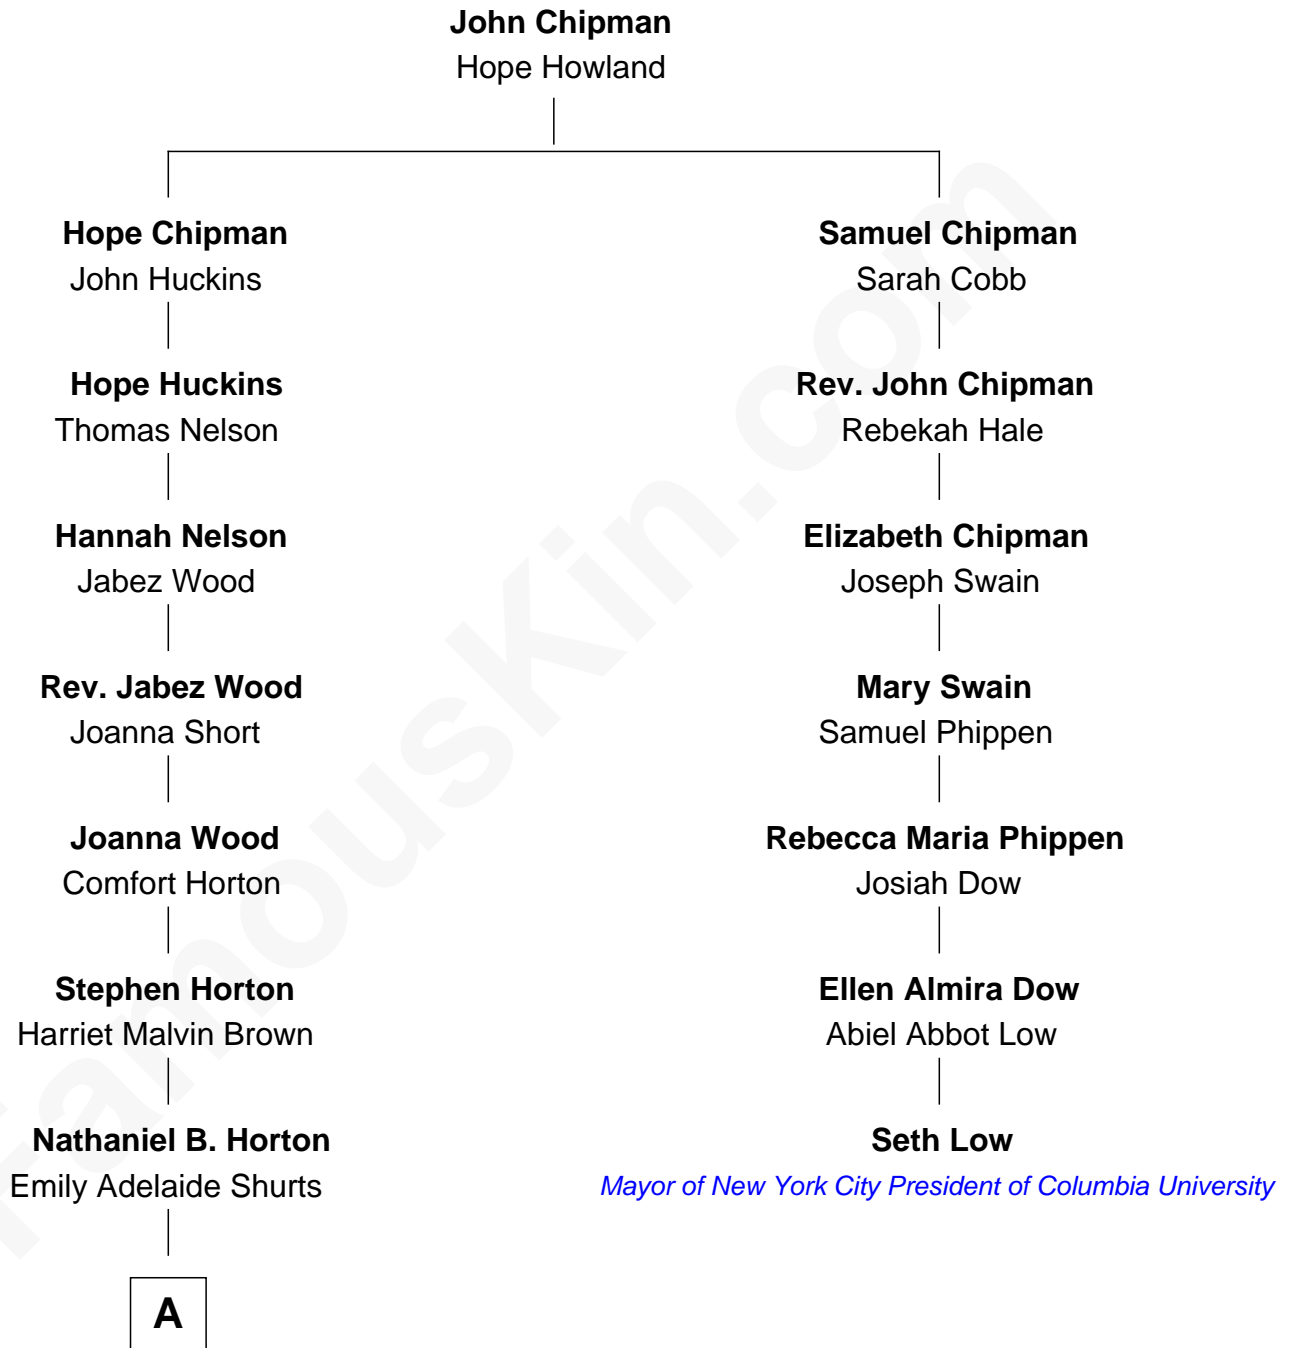 John Chipman
Hope Howland
Hope Chipman
John Huckins
Samuel Chipman
Sarah Cobb
Hope Huckins
Thomas Nelson
Rev. John Chipman
Rebekah Hale
Hannah Nelson
Jabez Wood
Elizabeth Chipman
Joseph Swain
Rev. Jabez Wood
Joanna Short
Mary Swain
Samuel Phippen
Joanna Wood
Comfort Horton
Rebecca Maria Phippen
Josiah Dow
Stephen Horton
Harriet Malvin Brown
Ellen Almira Dow
Abiel Abbot Low
Nathaniel B. Horton
Emily Adelaide Shurts
Seth Low
Mayor of New York City President of Columbia University
A
FamousKin.com